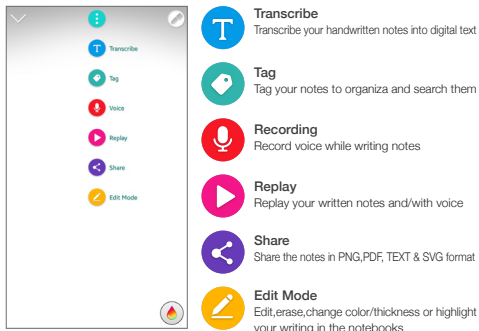 Transcribe
Tag
Voice
Replay
Share
Edit Mode
T
T
Transcribe
Transcribe your handwritten notes into digital text
Tag
Tag your notes to organiza and search them
Recording
Record voice while writing notes
Replay
Replay your written notes and/with voice
Share
Share the notes in PNG,PDF, TEXT & SVG format
Edit Mode
Edit,erase,change color/thickness or highlight
your writing in the notebooks